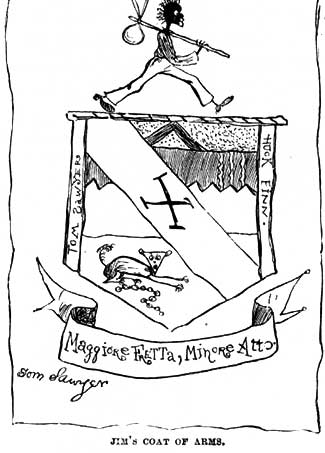 TOM SAWYER
HUCK FINN.
Maggiore FRETTA, Minore Atto.
Tom Sawyer
JIM'S COAT OF ARMS.